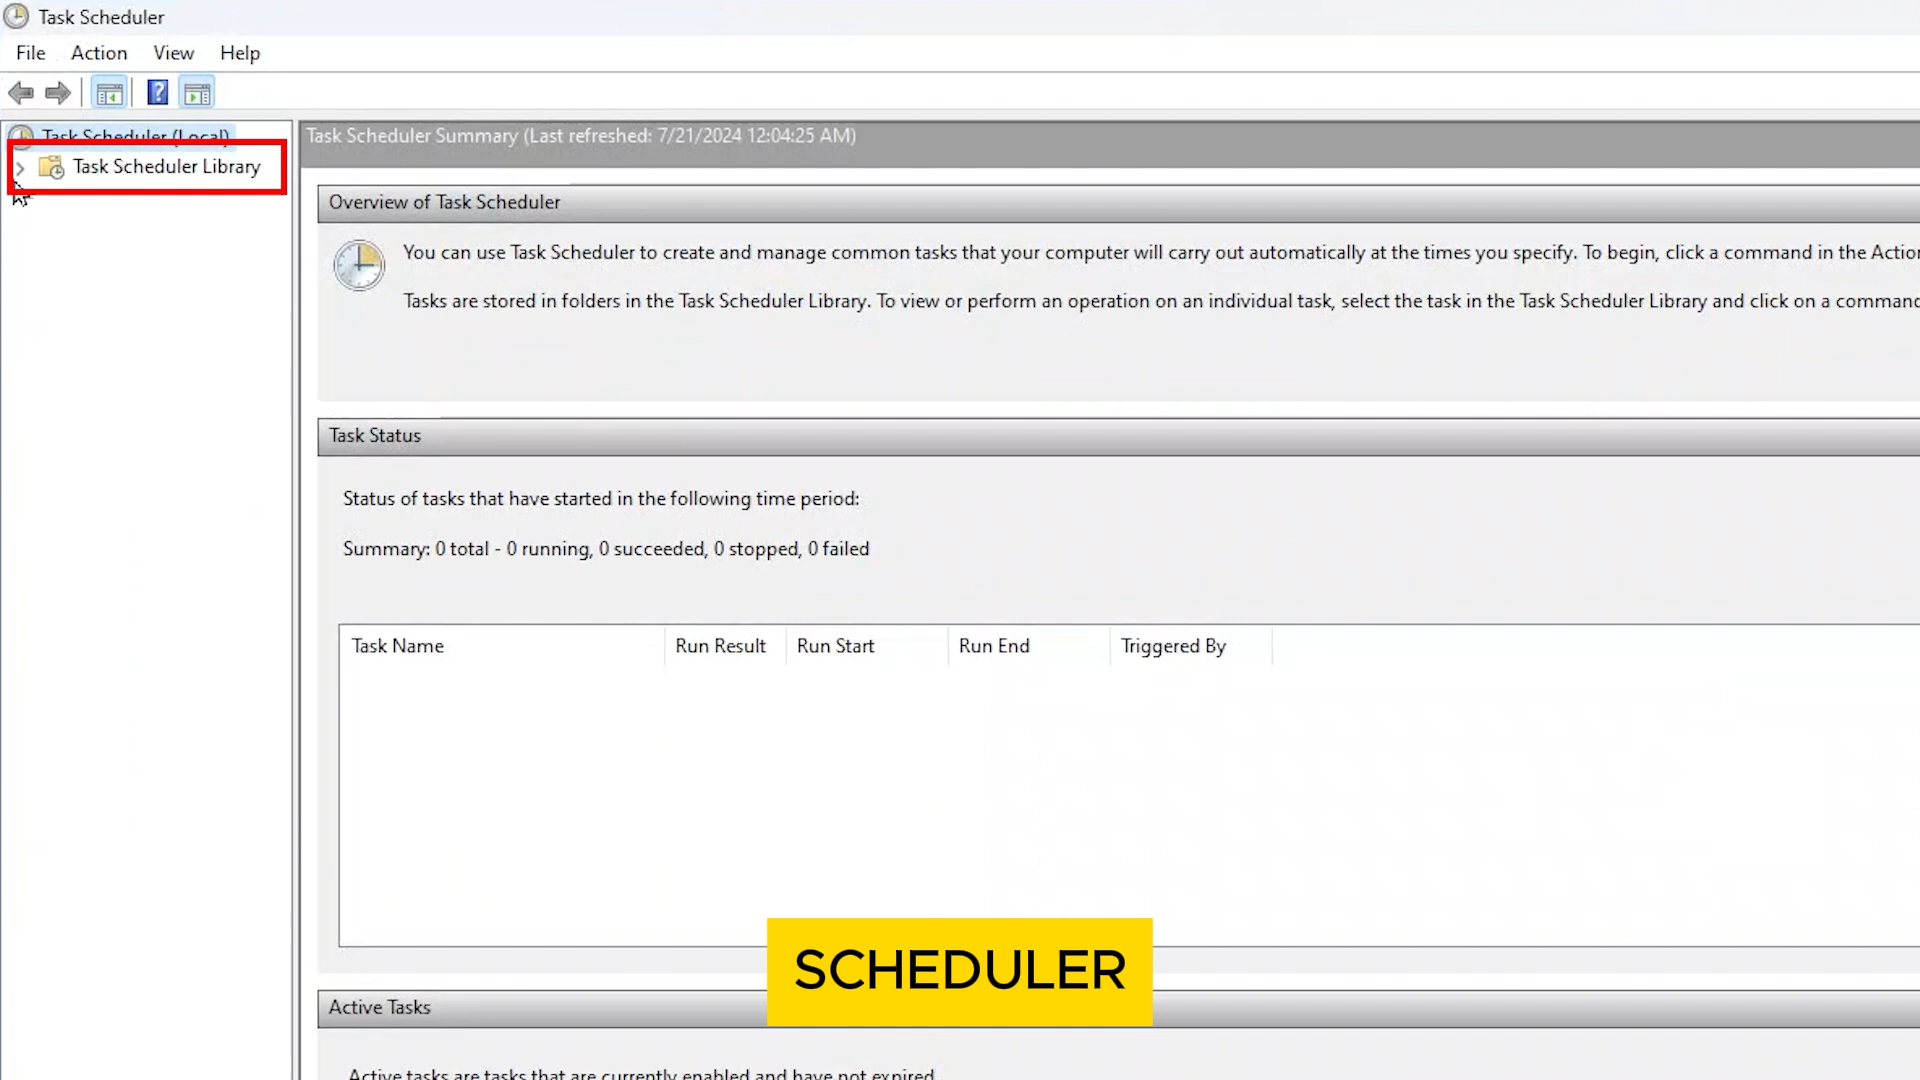 Task Scheduler
File Action View Help
Task Scheduler (Local)
Task Scheduler Library
Task Scheduler Summary (Last refreshed: 7/21/2024 12:04:25 AM)
Overview of Task Scheduler
You can use Task Scheduler to create and manage common tasks that your computer will carry out automatically at the times you specify. To begin, click a command in the Action
Tasks are stored in folders in the Task Scheduler Library. To view or perform an operation on an individual task, select the task in the Task Scheduler Library and click on a command
Task Status
Status of tasks that have started in the following time period:
Summary: 0 total - 0 running, 0 succeeded, 0 stopped, 0 failed
Task Name Run Result Run Start Run End Triggered By
SCHEDULER
Active Tasks
Active tasks are tasks that are currently enabled and have not expired.